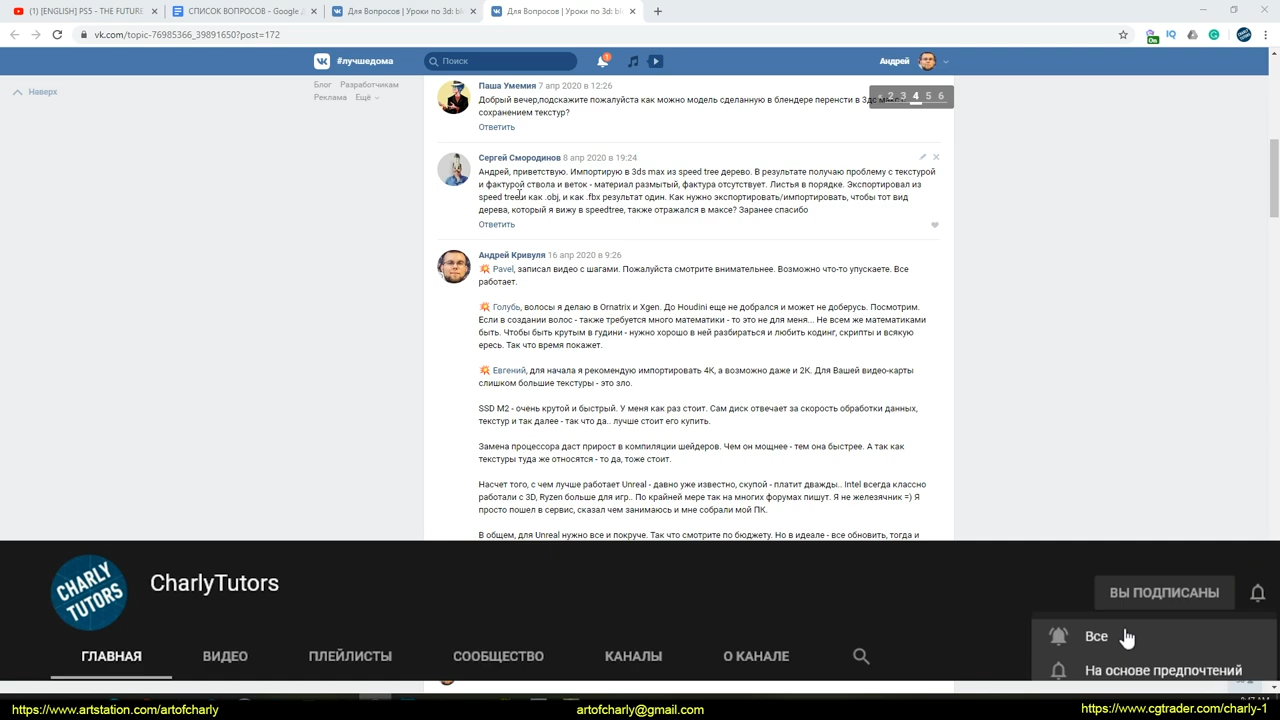 (1) [ENGLISH] PS5 - THE FUTURE
СПИСОК ВОПРОСОВ - Google Д
Для Вопросов | Уроки по 3d: bl
Для Вопросов | Уроки по 3d: bl
vk.com/topic-76985366_39891650?post=172
#лучшедома
Поиск
1
Андрей
Наверх
Блог Разработчикам
Реклама Ещё
« 2 3 4 5 6
Паша Умемия 7 апр 2020 в 12:26
Добрый вечер,подскажите пожалуйста как можно модель сделанную в блендере перенсти в 3дс
сохранением текстур?
Ответить
Сергей Смородинов 8 апр 2020 в 19:24
Андрей, приветствую. Импортирую в 3ds max из speed tree дерево. В результате получаю проблему с текстурой
и фактурой ствола и веток - материал размытый, фактура отсутствует. Листья в порядке. Экспортировал из
speed tree и как .obj, и как .fbx результат один. Как нужно экспортировать/импортировать, чтобы тот вид
дерева, который я вижу в speedtree, также отражался в максе? Заранее спасибо
Ответить
Андрей Кривуля 16 апр 2020 в 9:26
Pavel, записал видео с шагами. Пожалуйста смотрите внимательнее. Возможно что-то упускаете. Все
работает.
Голубь, волосы я делаю в Ornatrix и Xgen. До Houdini еще не добрался и может не доберусь. Посмотрим.
Если в создании волос - также требуется много математики - то это не для меня... Не всем же математиками
быть. Чтобы быть крутым в гудини - нужно хорошо в ней разбираться и любить кодинг, скрипты и всякую
ересь. Так что время покажет.
Евгений, для начала я рекомендую импортировать 4К, а возможно даже и 2К. Для Вашей видео-карты
слишком большие текстуры - это зло.
SSD M2 - очень крутой и быстрый. У меня как раз стоит. Сам диск отвечает за скорость обработки данных,
текстур и так далее - так что да.. лучше стоит его купить.
Замена процессора даст прирост в компиляции шейдеров. Чем он мощнее - тем она быстрее. А так как
текстуры туда же относятся - то да, тоже стоит.
Насчет того, с чем лучше работает Unreal - давно уже известно, скупой - платит дважды.. Intel всегда классно
работали с 3D, Ryzen больше для игр.. По крайней мере так на многих форумах пишут. Я не железячник =) Я
просто пошел в сервис, сказал чем занимаюсь и мне собрали мой ПК.
В общем, для Unreal нужно все и покруче. Так что смотрите по бюджету. Но в идеале - все обновить, тогда и
CHARLY
TUTORS
CharlyTutors
ВЫ ПОДПИСАНЫ
Все
На основе предпочтений
ГЛАВНАЯ ВИДЕО ПЛЕЙЛИСТЫ СООБЩЕСТВО КАНАЛЫ О КАНАЛЕ
https://www.artstation.com/artofcharly
artofcharly@gmail.com
https://www.cgtrader.com/charly-1